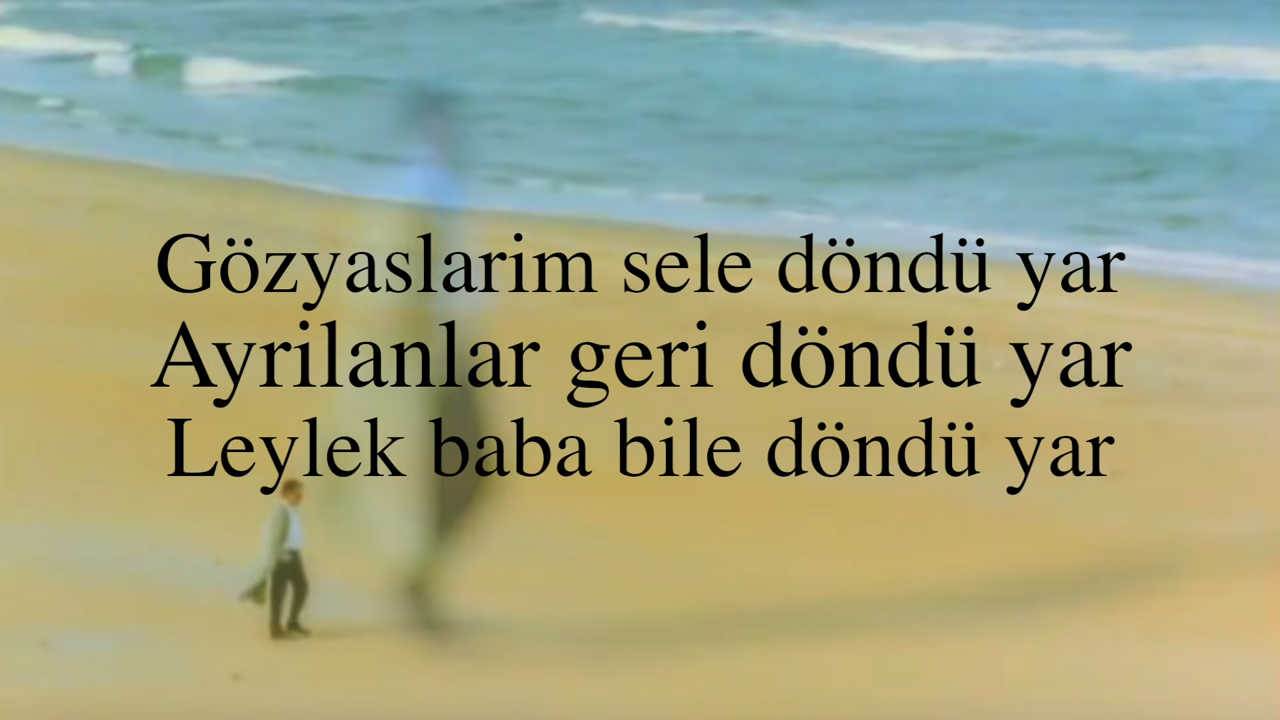 Gözyaslarim sele döndü yar
Ayrilanlar geri döndü yar
Leylek baba bile döndü yar